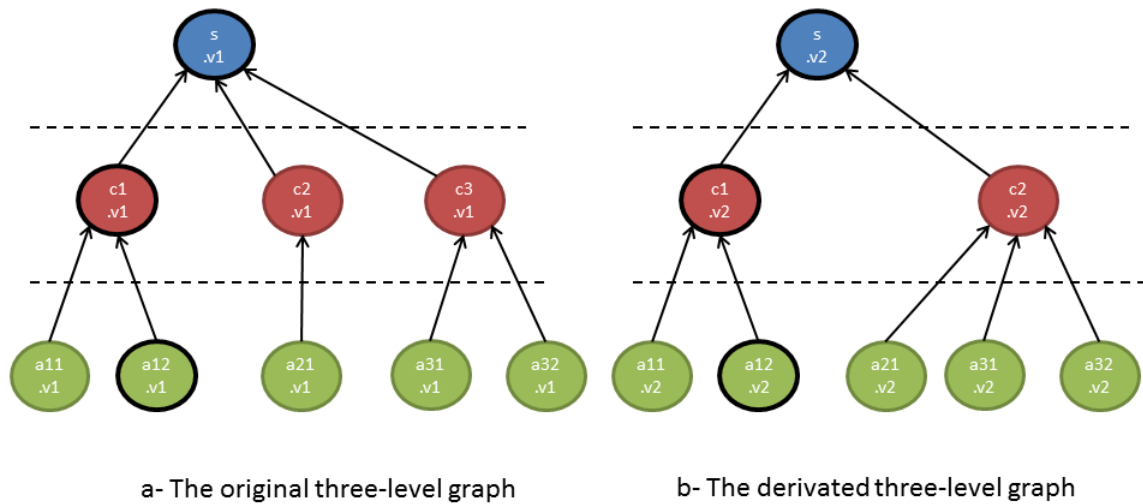 s
.v1
s
.v2
c1
.v1
c2
.v1
c3
.v1
c1
.v2
c2
.v2
a11
.v1
a12
.v1
a21
.v1
a31
.v1
a32
.v1
a11
.v2
a12
.v2
a21
.v2
a31
.v2
a32
.v2
a- The original three-level graph
b- The derivated three-level graph